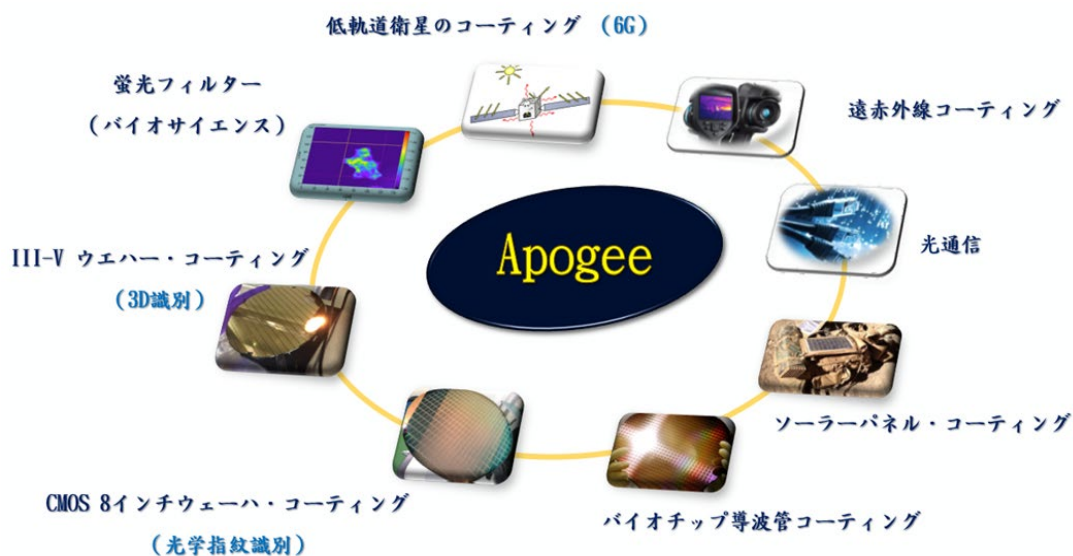 低軌道衛星のコーティング （6G）
蛍光フィルター
（バイオサイエンス）
遠赤外線コーティング
光通信
Apogee
III-V ウエハー・コーティング
（3D識別）
ソーラーパネル・コーティング
CMOS 8インチウェーハ・コーティング
（光学指紋識別）
バイオチップ導波管コーティング